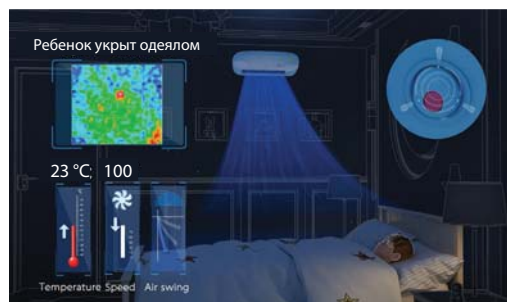 Ребенок укрыт одеялом
23 °C; 100
Temperature Speed Air swing